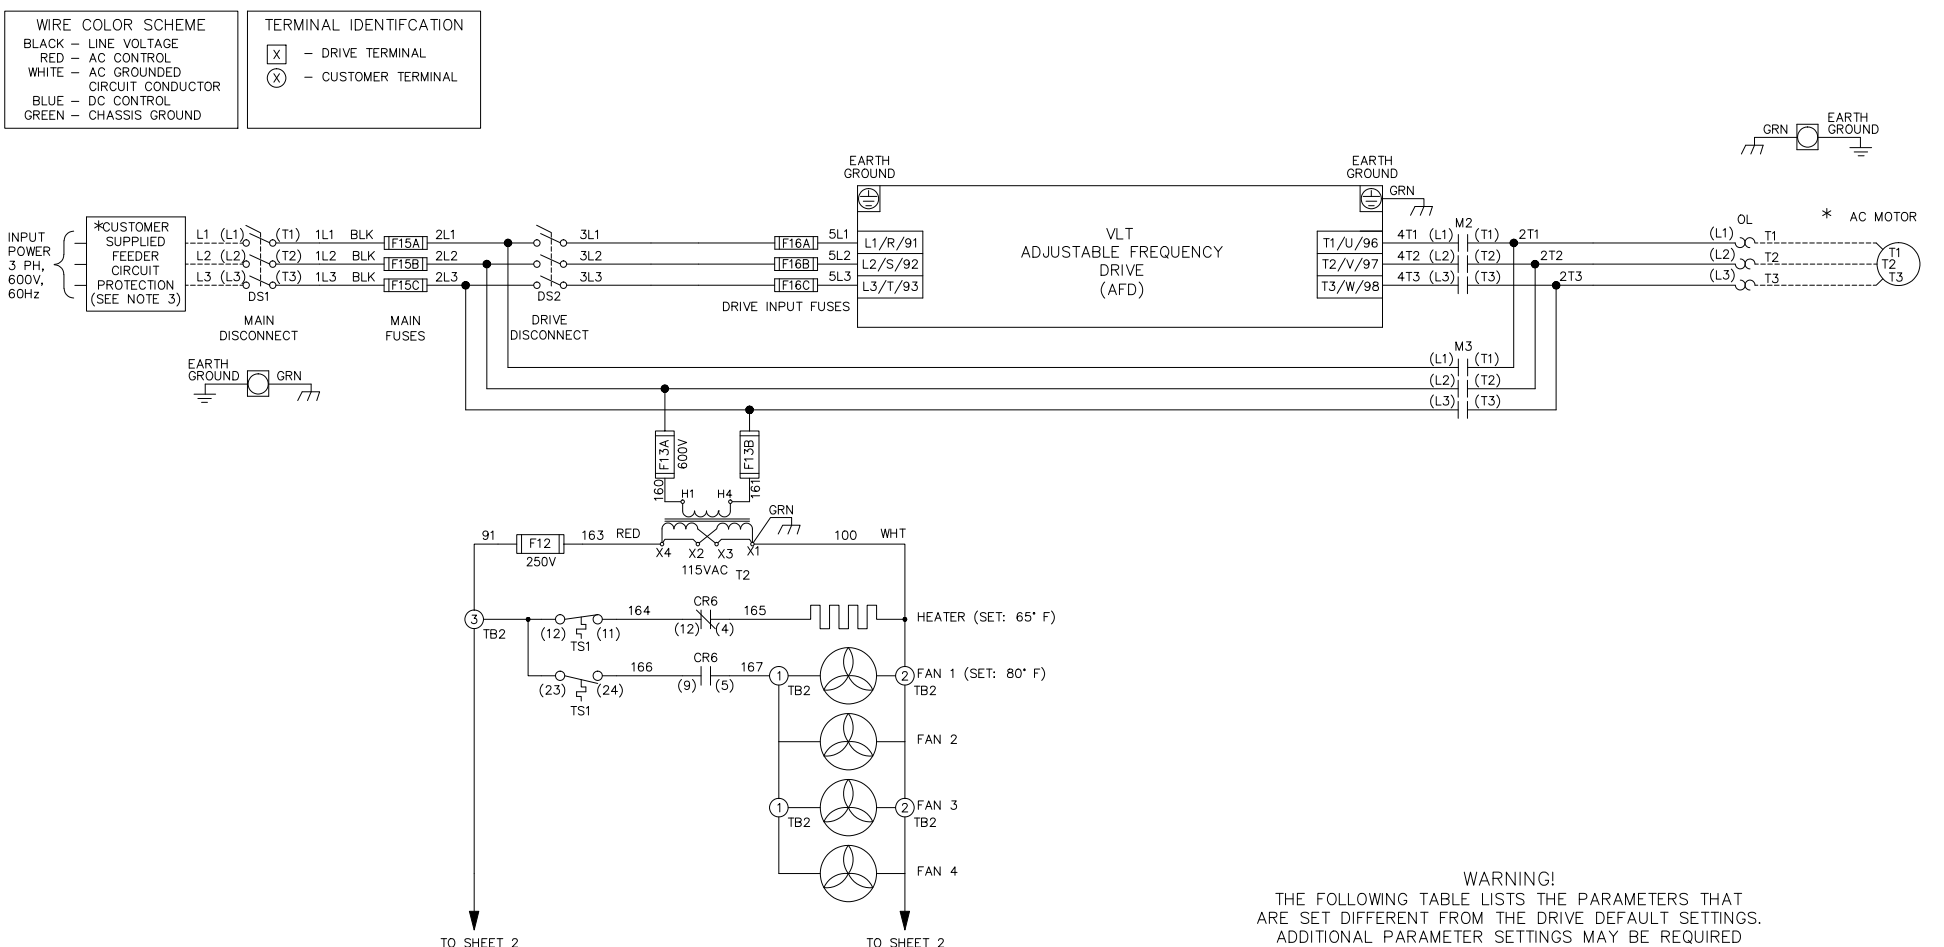 WIRE COLOR SCHEME
BLACK – LINE VOLTAGE
RED – AC CONTROL
WHITE – AC GROUNDED
CIRCUIT CONDUCTOR
BLUE – DC CONTROL
GREEN – CHASSIS GROUND
TERMINAL IDENTIFCATION
X – DRIVE TERMINAL
X – CUSTOMER TERMINAL
GRN
EARTH
GROUND
EARTH
GROUND
EARTH
GROUND
GRN
INPUT
POWER
3 PH,
600V,
60Hz
*CUSTOMER
SUPPLIED
FEEDER
CIRCUIT
PROTECTION
(SEE NOTE 3)
L1 (L1) (T1) 1L1 BLK F15A 2L1 3L1 F16A 5L1 L1/R/91
L2 (L2) (T2) 1L2 BLK F15B 2L2 3L2 F16B 5L2 L2/S/92
L3 (L3) (T3) 1L3 BLK F15C 2L3 3L3 F16C 5L3 L3/T/93
DS1
DS2
MAIN
DISCONNECT
MAIN
FUSES
DRIVE
DISCONNECT
DRIVE INPUT FUSES
VLT
ADJUSTABLE FREQUENCY
DRIVE
(AFD)
M2
T1/U/96 4T1 (L1) (T1) 2T1
T2/V/97 4T2 (L2) (T2) 2T2
T3/W/98 4T3 (L3) (T3) 2T3
OL
* AC MOTOR
(L1) T1
(L2) T2
(L3) T3
T1
T2
T3
M3
(L1) (T1)
(L2) (T2)
(L3) (T3)
EARTH
GROUND
GRN
F13A
600V
F13B
160
161
H1 H4
GRN
91 F12 163 RED
250V
X4 X2 X3 X1
115VAC T2
100 WHT
3
TB2
(12) (11)
TS1
164
CR6
(12) (4)
165
HEATER (SET: 65° F)
(23) (24)
TS1
166
CR6
(9) (5)
167
1
TB2
2
TB2
FAN 1 (SET: 80° F)
FAN 2
1
TB2
2
TB2
FAN 3
FAN 4
TO SHEET 2
TO SHEET 2
WARNING!
THE FOLLOWING TABLE LISTS THE PARAMETERS THAT
ARE SET DIFFERENT FROM THE DRIVE DEFAULT SETTINGS.
ADDITIONAL PARAMETER SETTINGS MAY BE REQUIRED